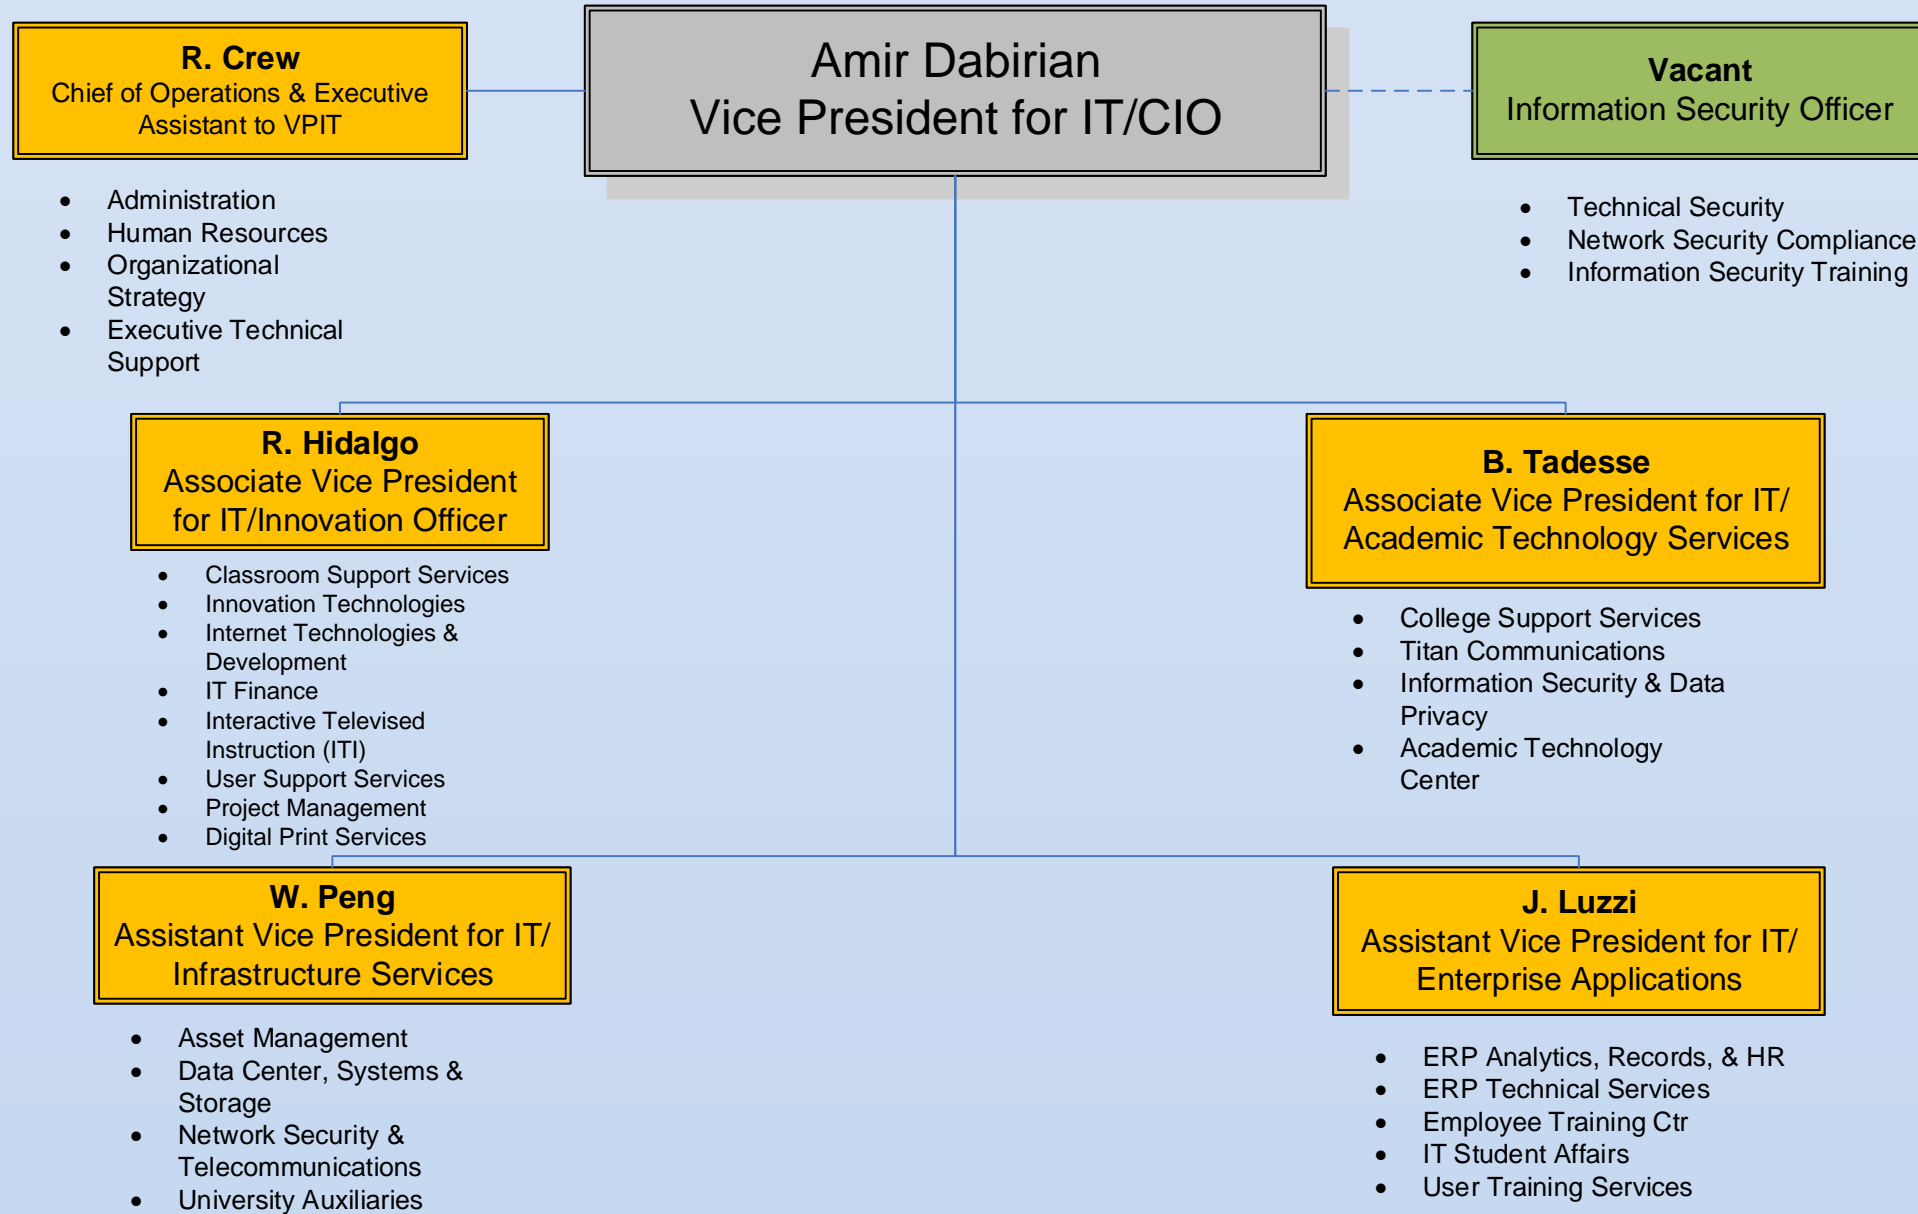 R. Crew
Chief of Operations & Executive
Assistant to VPIT
Amir Dabirian
Vice President for IT/CIO
Vacant
Information Security Officer
• Administration
• Human Resources
• Organizational
Strategy
• Executive Technical
Support
• Technical Security
• Network Security Compliance
• Information Security Training
R. Hidalgo
Associate Vice President
for IT/Innovation Officer
• Classroom Support Services
• Innovation Technologies
• Internet Technologies &
Development
• IT Finance
• Interactive Televised
Instruction (ITI)
• User Support Services
• Project Management
• Digital Print Services
B. Tadesse
Associate Vice President for IT/
Academic Technology Services
• College Support Services
• Titan Communications
• Information Security & Data
Privacy
• Academic Technology
Center
W. Peng
Assistant Vice President for IT/
Infrastructure Services
• Asset Management
• Data Center, Systems &
Storage
• Network Security &
Telecommunications
• University Auxiliaries
J. Luzzi
Assistant Vice President for IT/
Enterprise Applications
• ERP Analytics, Records, & HR
• ERP Technical Services
• Employee Training Ctr
• IT Student Affairs
• User Training Services